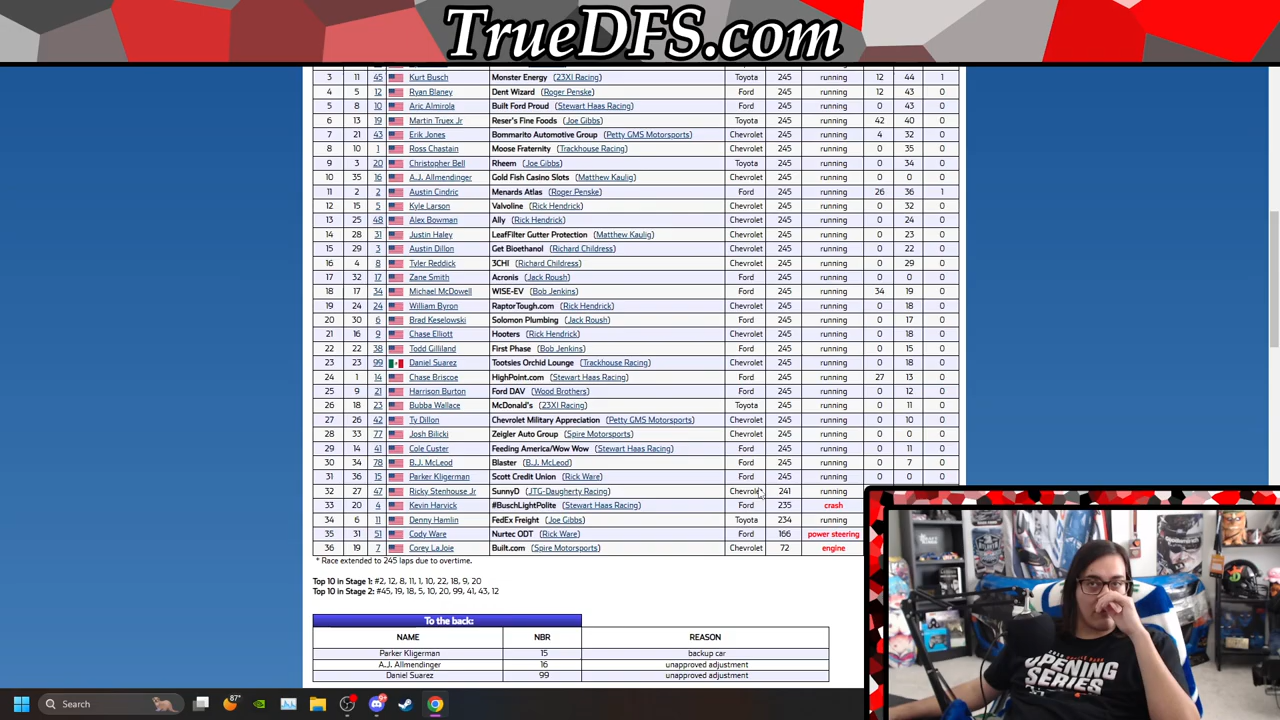 TrueDFS.com
3 11 45 Kurt Busch Monster Energy (23XI Racing) Toyota 245 running 12 44 1
4 5 12 Ryan Blaney Dent Wizard (Roger Penske) Ford 245 running 12 43 0
5 8 10 Aric Almirola Built Ford Proud (Stewart Haas Racing) Ford 245 running 0 43 0
6 13 19 Martin Truex Jr Reser's Fine Foods (Joe Gibbs) Toyota 245 running 42 40 0
7 21 43 Erik Jones Bommarito Automotive Group (Petty GMS Motorsports) Chevrolet 245 running 4 32 0
8 10 1 Ross Chastain Moose Fraternity (Trackhouse Racing) Chevrolet 245 running 0 35 0
9 3 20 Christopher Bell Rheem (Joe Gibbs) Toyota 245 running 0 34 0
10 35 16 A.J. Allmendinger Gold Fish Casino Slots (Matthew Kaulig) Chevrolet 245 running 0 28 0
11 2 2 Austin Cindric Menards Atlas (Roger Penske) Ford 245 running 26 36 1
12 15 5 Kyle Larson Valvoline (Rick Hendrick) Chevrolet 245 running 0 32 0
13 25 48 Alex Bowman Ally (Rick Hendrick) Chevrolet 245 running 0 24 0
14 28 31 Justin Haley LeafFilter Gutter Protection (Matthew Kaulig) Chevrolet 245 running 0 23 0
15 29 3 Austin Dillon Get Bioethanol (Richard Childress) Chevrolet 245 running 0 22 0
16 4 8 Tyler Reddick 3CHI (Richard Childress) Chevrolet 245 running 0 29 0
17 32 17 Zane Smith Acronis (Jack Roush) Ford 245 running 0 0 0
18 17 34 Michael McDowell WISE-EV (Bob Jenkins) Ford 245 running 34 19 0
19 24 24 William Byron RaptorTough.com (Rick Hendrick) Chevrolet 245 running 0 18 0
20 30 6 Brad Keselowski Solomon Plumbing (Jack Roush) Ford 245 running 0 17 0
21 16 9 Chase Elliott Hooters (Rick Hendrick) Chevrolet 245 running 0 18 0
22 22 38 Todd Gilliland First Phase (Bob Jenkins) Ford 245 running 0 15 0
23 23 99 Daniel Suarez Tootsies Orchid Lounge (Trackhouse Racing) Chevrolet 245 running 0 18 0
24 1 14 Chase Briscoe HighPoint.com (Stewart Haas Racing) Ford 245 running 27 13 0
25 9 21 Harrison Burton Ford DAV (Wood Brothers) Ford 245 running 0 12 0
26 18 23 Bubba Wallace McDonald's (23XI Racing) Toyota 245 running 0 11 0
27 26 42 Ty Dillon Chevrolet Military Appreciation (Petty GMS Motorsports) Chevrolet 245 running 0 10 0
28 33 77 Josh Bilicki Zeigler Auto Group (Spire Motorsports) Chevrolet 245 running 0 0 0
29 14 41 Cole Custer Feeding America/Wow Wow (Stewart Haas Racing) Ford 245 running 0 11 0
30 34 78 B.J. McLeod Blaster (B.J. McLeod) Ford 245 running 0 7 0
31 36 15 Parker Kligerman Scott Credit Union (Rick Ware) Ford 245 running 0 0 0
32 27 47 Ricky Stenhouse Jr SunnyD (JTG-Daugherty Racing) Chevrolet 241 running
33 20 4 Kevin Harvick #BuschLightPolite (Stewart Haas Racing) Ford 235 crash
34 6 11 Denny Hamlin FedEx Freight (Joe Gibbs) Toyota 234 running
35 31 51 Cody Ware Nurtec ODT (Rick Ware) Ford 166 power steering
36 19 7 Corey LaJoie Built.com (Spire Motorsports) Chevrolet 72 engine
* Race extended to 245 laps due to overtime.
Top 10 in Stage 1: #2, 12, 8, 11, 1, 10, 22, 18, 9, 20
Top 10 in Stage 2: #45, 19, 18, 5, 10, 20, 99, 41, 43, 12
To the back:
NAME NBR REASON
Parker Kligerman 15 backup car
A.J. Allmendinger 16 unapproved adjustment
Daniel Suarez 99 unapproved adjustment
OPENING
SERIES
87°
Search